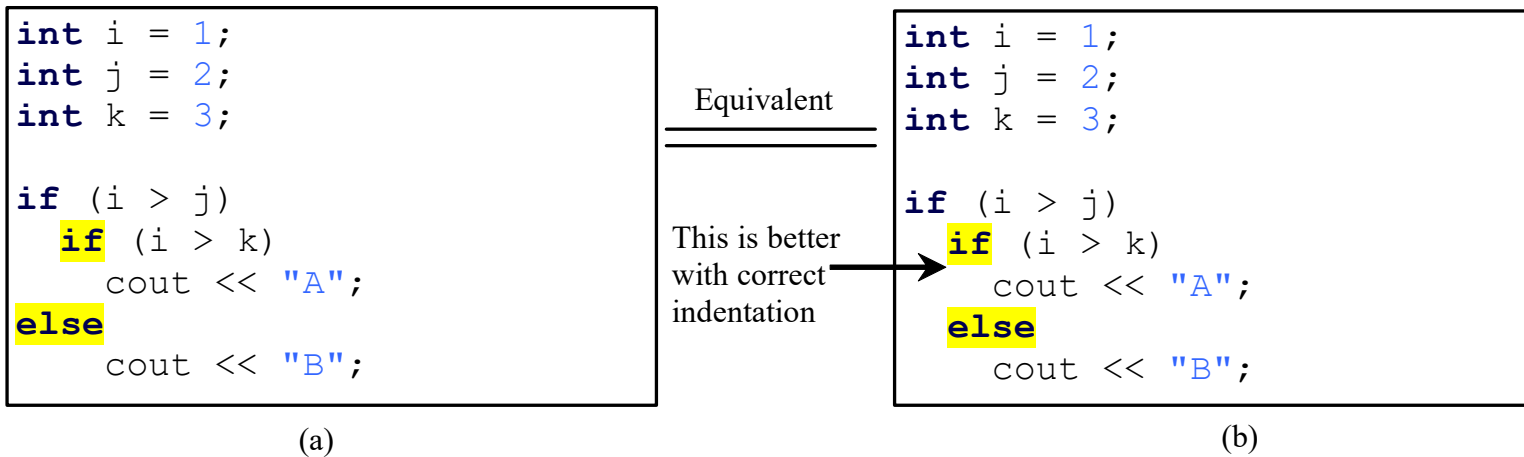 int i = 1;
int j = 2;
int k = 3;
if (i > j)
  if (i > k)
    cout << "A";
else
    cout << "B";
(a)
Equivalent
This is better
with correct
indentation
int i = 1;
int j = 2;
int k = 3;
if (i > j)
  if (i > k)
    cout << "A";
  else
    cout << "B";
(b)